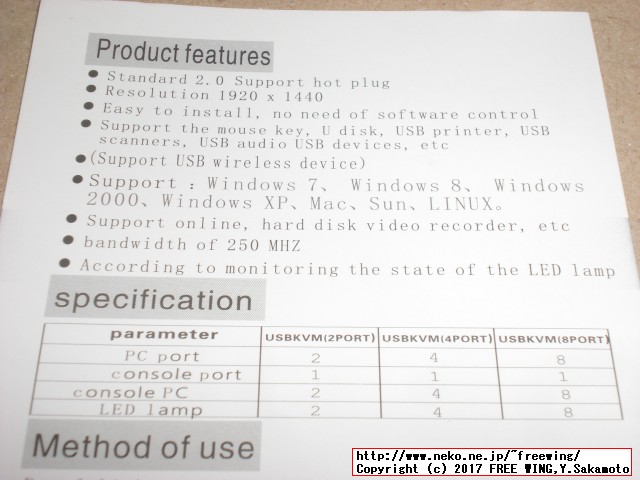 Product features
● Standard 2.0 Support hot plug
● Resolution 1920 x 1440
● Easy to install, no need of software control
● Support the mouse key, U disk, USB printer, USB
scanners, USB audio USB devices, etc
● (Support USB wireless device)
● Support : Windows 7、 Windows 8、 Windows
2000、Windows XP、Mac、Sun、LINUX。
● Support online, hard disk video recorder, etc
● bandwidth of 250 MHZ
● According to monitoring the state of the LED lamp
specification
parameter USBKVM(2PORT) USBKVM(4PORT) USBKVM(8PORT)
PC port 2 4 8
console port 1 1 1
console PC 2 4 8
LED lamp 2 4 8
Method of use
http://www.neko.ne.jp/~freewing/
Copyright (c) 2017 FREE WING,Y.Sakamoto